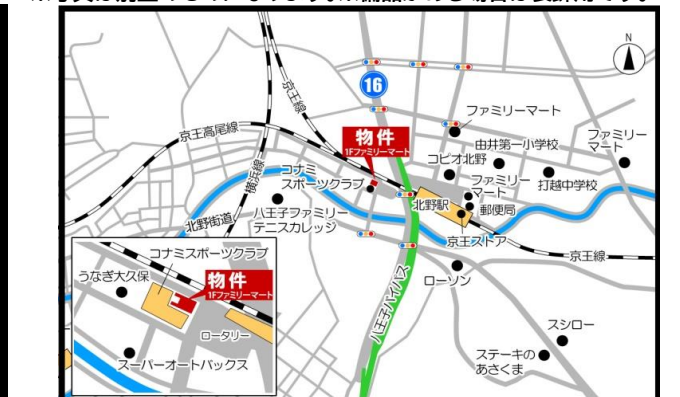 N
16
ファミリーマート
京王線
京王高尾線
物件
1Fファミリーマート
由井第一小学校
ファミリー
マート
コピオ北野
コナミ
スポーツクラブ
横浜線
ファミリー
マート
打越中学校
北野駅
郵便局
北野街道
八王子ファミリー
テニスカレッジ
京王ストア
京王線
コナミスポーツクラブ
うなぎ大久保
物件
1Fファミリーマート
ローソン
八王子バイパス
ロータリー
スシロー
スーパーオートバックス
ステーキの
あさくま